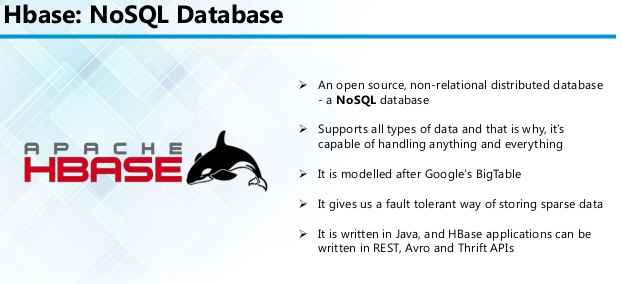 Hbase: NoSQL Database
APACHE
HBASE
➤ An open source, non-relational distributed database
- a NoSQL database
➤ Supports all types of data and that is why, it's
capable of handling anything and everything
➤ It is modelled after Google's BigTable
➤ It gives us a fault tolerant way of storing sparse data
➤ It is written in Java, and HBase applications can be
written in REST, Avro and Thrift APIs